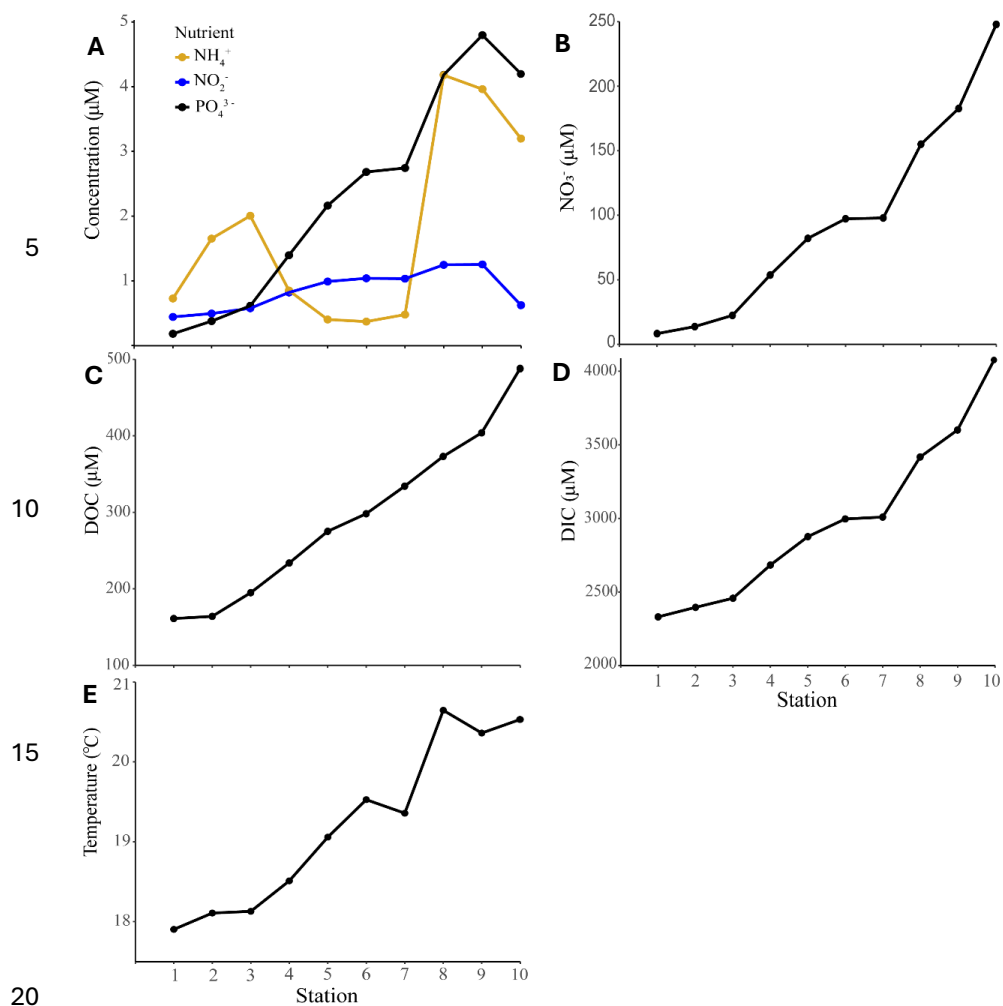 A
Nutrient
NH₄⁺
NO₂⁻
PO₄³⁻
Concentration (µM)
5
4
3
2
1
B
NO₃⁻ (µM)
250
200
150
100
50
0
5
C
DOC (µM)
500
400
300
200
100
10
D
DIC (µM)
4000
3500
3000
2500
2000
1 2 3 4 5 6 7 8 9 10
Station
E
Temperature (℃)
21
20
19
18
15
1 2 3 4 5 6 7 8 9 10
Station
20